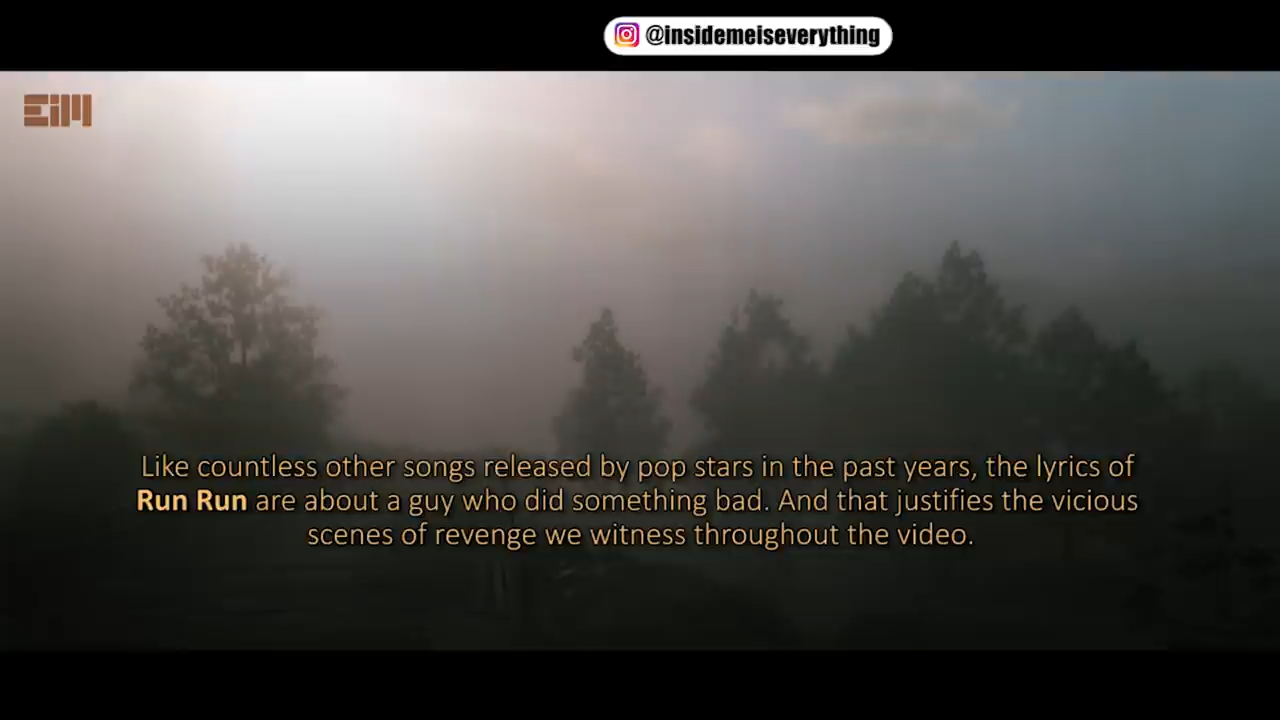 @insidemeiseverything
EiM
Like countless other songs released by pop stars in the past years, the lyrics of
Run Run are about a guy who did something bad. And that justifies the vicious
scenes of revenge we witness throughout the video.